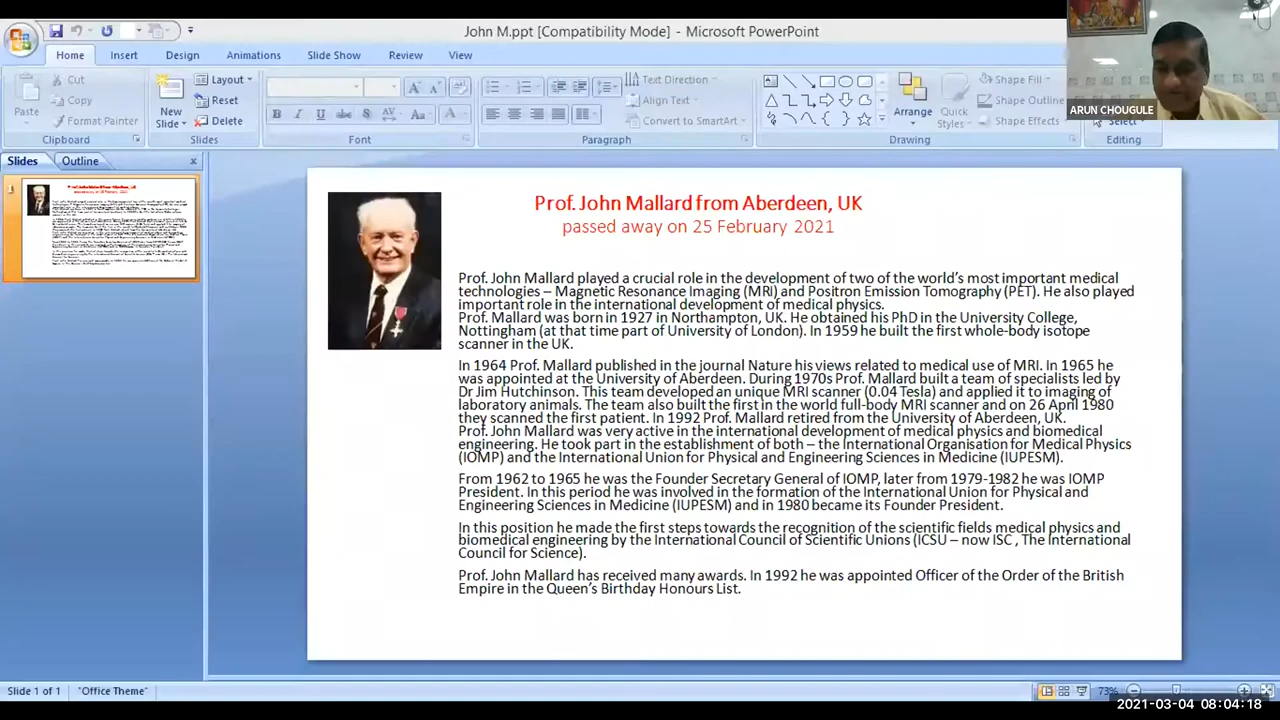 John M.ppt [Compatibility Mode] - Microsoft PowerPoint
Home Insert Design Animations Slide Show Review View
Cut
Copy
Format Painter
Paste
Clipboard
New Slide
Layout
Reset
Delete
Slides
B I U S abc AV Aa A
Font
Text Direction
Align Text
Convert to SmartArt
Paragraph
Arrange
Quick Styles
Shape Fill
Shape Outline
Shape Effects
Drawing
Select
Editing
ARUN CHOUGULE
Slides Outline x
1
Prof. John Mallard from Aberdeen, UK
passed away on 25 February 2021
Prof. John Mallard played a crucial role in the development of two of the world's most important medical
technologies – Magnetic Resonance Imaging (MRI) and Positron Emission Tomography (PET). He also played
important role in the international development of medical physics.
Prof. Mallard was born in 1927 in Northampton, UK. He obtained his PhD in the University College,
Nottingham (at that time part of University of London). In 1959 he built the first whole-body isotope
scanner in the UK.
In 1964 Prof. Mallard published in the journal Nature his views related to medical use of MRI. In 1965 he
was appointed at the University of Aberdeen. During 1970s Prof. Mallard built a team of specialists led by
Dr Jim Hutchinson. This team developed an unique MRI scanner (0.04 Tesla) and applied it to imaging of
laboratory animals. The team also built the first in the world full-body MRI scanner and on 26 April 1980
they scanned the first patient. In 1992 Prof. Mallard retired from the University of Aberdeen, UK.
Prof. John Mallard was very active in the international development of medical physics and biomedical
engineering. He took part in the establishment of both – the International Organisation for Medical Physics
(IOMP) and the International Union for Physical and Engineering Sciences in Medicine (IUPESM).
From 1962 to 1965 he was the Founder Secretary General of IOMP, later from 1979-1982 he was IOMP
President. In this period he was involved in the formation of the International Union for Physical and
Engineering Sciences in Medicine (IUPESM) and in 1980 became its Founder President.
In this position he made the first steps towards the recognition of the scientific fields medical physics and
biomedical engineering by the International Council of Scientific Unions (ICSU – now ISC , The International
Council for Science).
Prof. John Mallard has received many awards. In 1992 he was appointed Officer of the Order of the British
Empire in the Queen's Birthday Honours List.
Slide 1 of 1 "Office Theme" 73%
2021-03-04 08:04:18